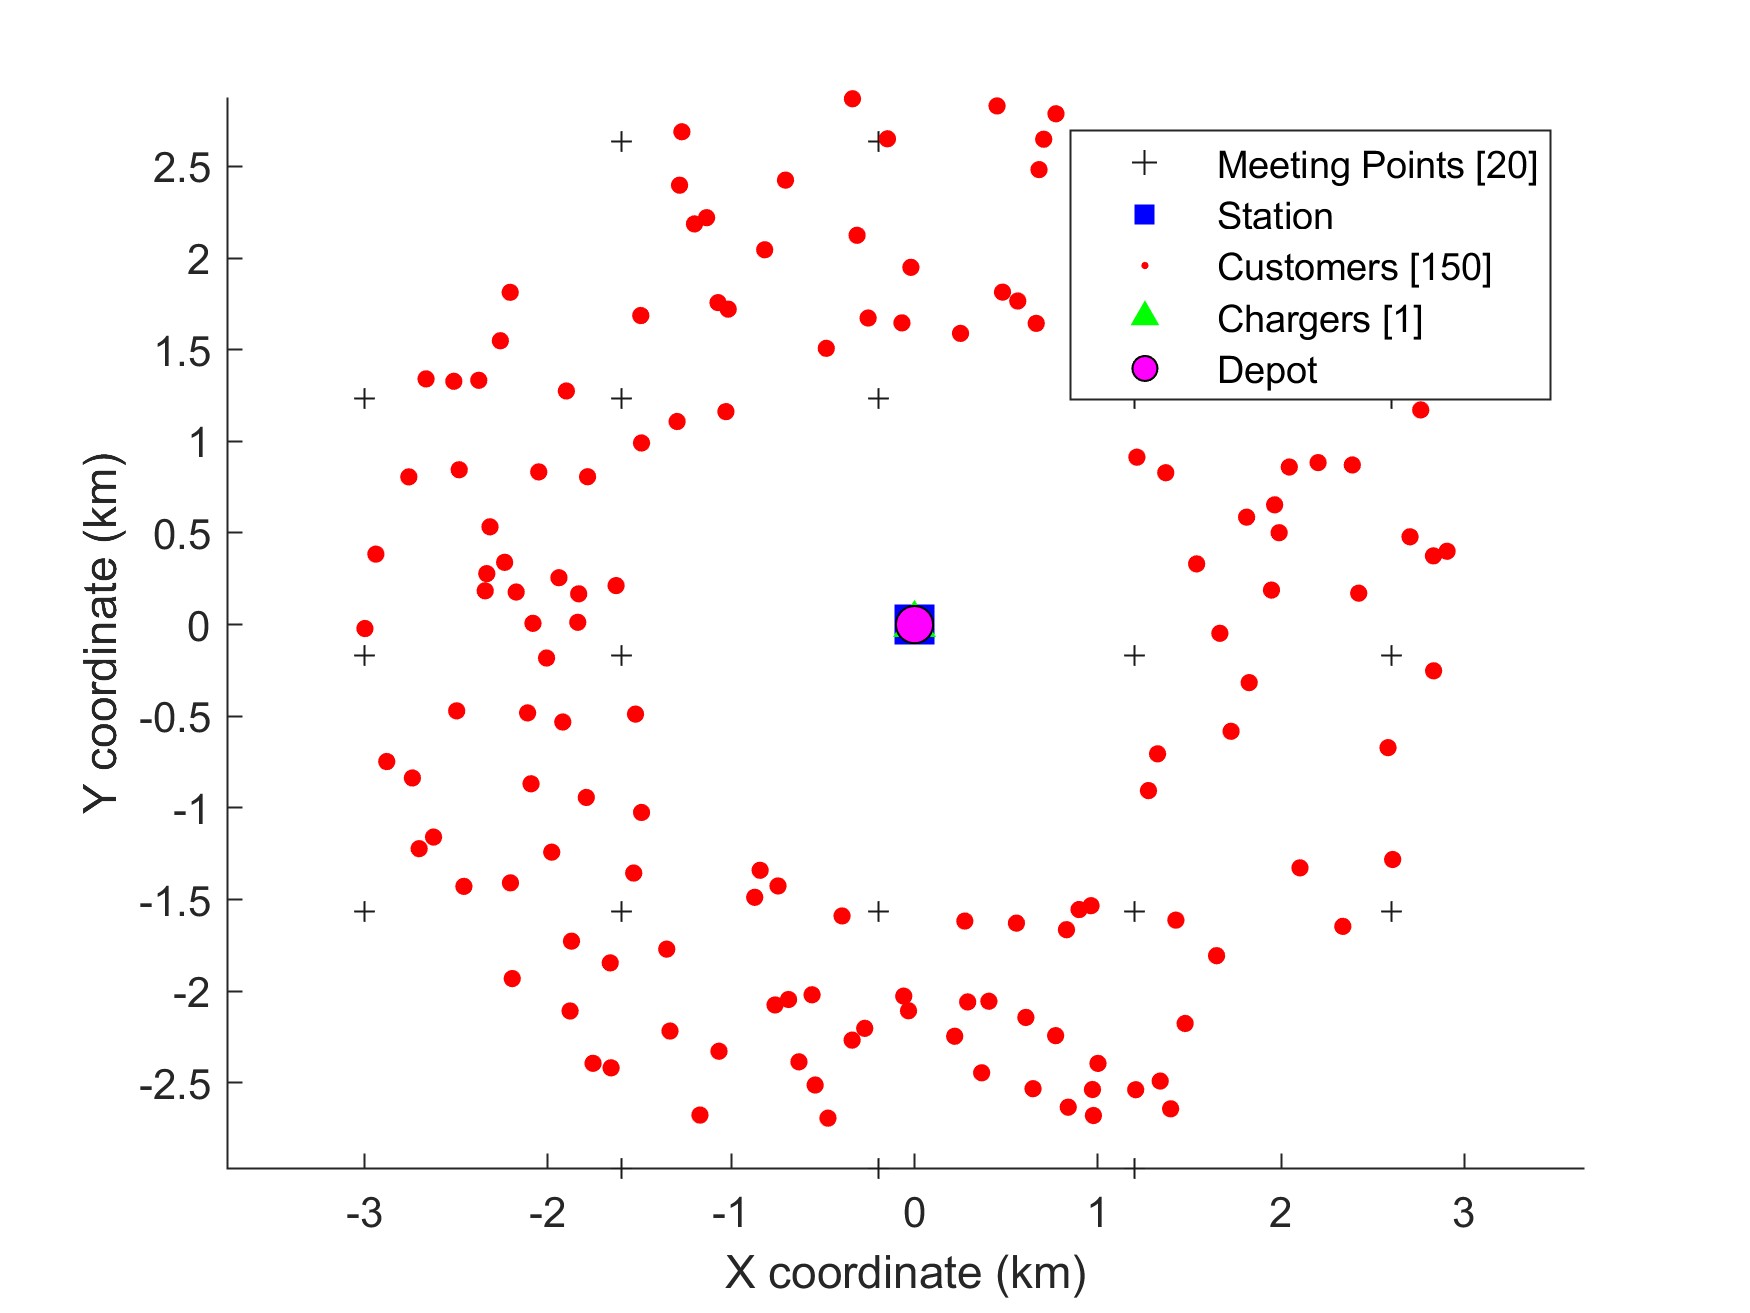 2.5
2
1.5
1
0.5
0
-0.5
-1
-1.5
-2
-2.5
Y coordinate (km)
Meeting Points [20]
Station
Customers [150]
Chargers [1]
Depot
-3 -2 -1 0 1 2 3
X coordinate (km)